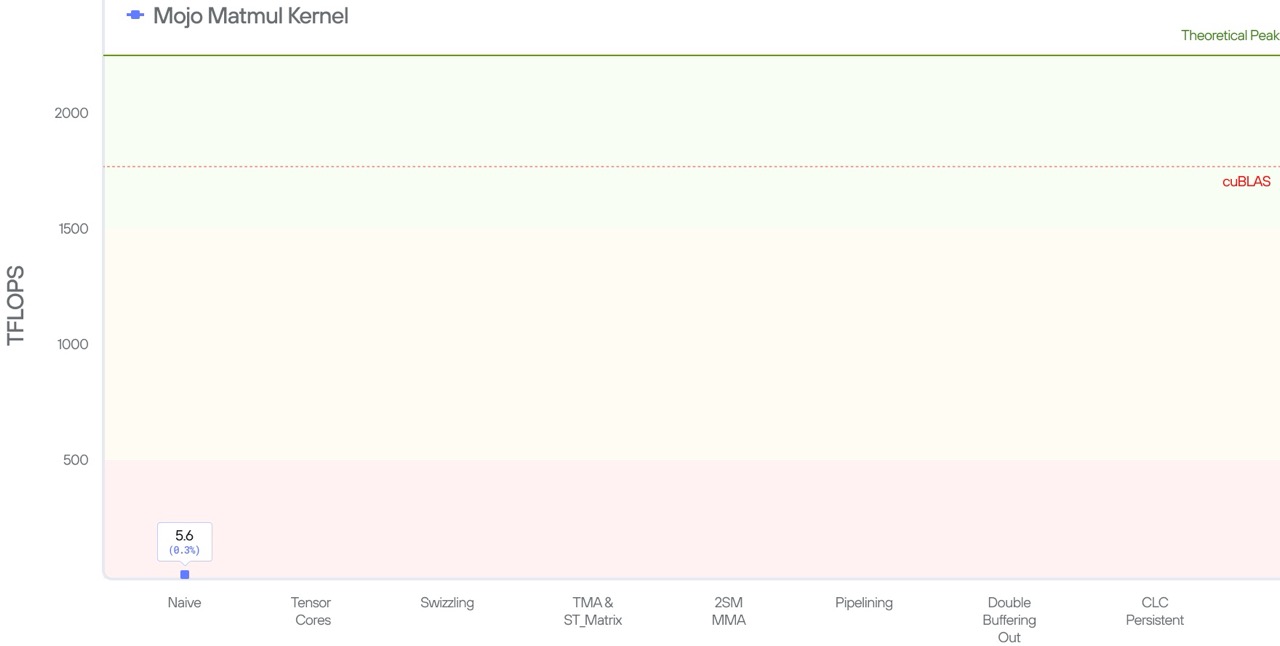 Mojo Matmul Kernel
Theoretical Peak
2000
cuBLAS
1500
TFLOPS
1000
500
5.6
(0.3%)
Naive
Tensor
Cores
Swizzling
TMA &
ST_Matrix
2SM
MMA
Pipelining
Double
Buffering
Out
CLC
Persistent